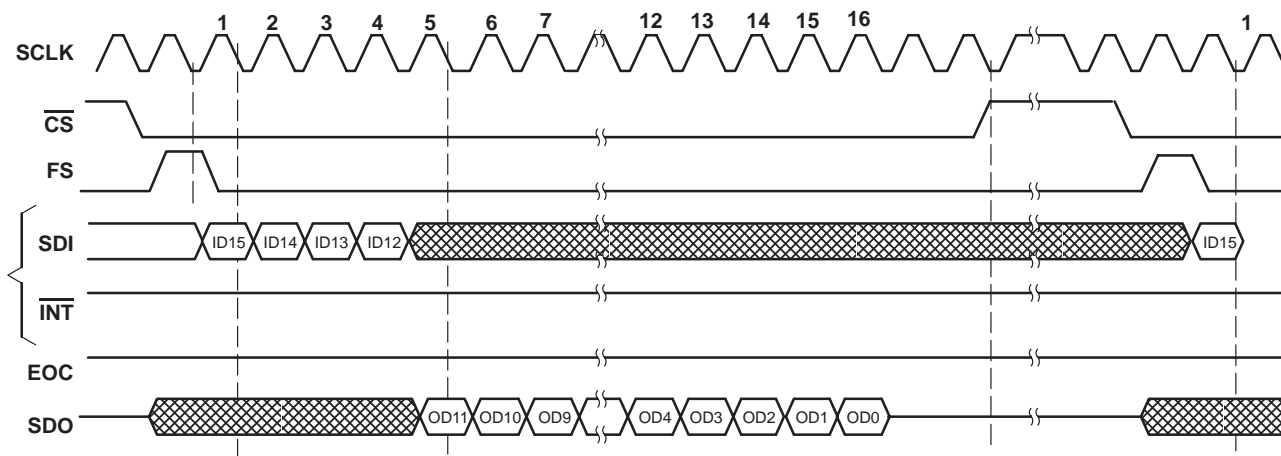 1 2 3 4 5 6 7 12 13 14 15 16 1
SCLK
CS
FS
SDI ID15 ID14 ID13 ID12 ID15
INT
EOC
SDO OD11 OD10 OD9 OD4 OD3 OD2 OD1 OD0